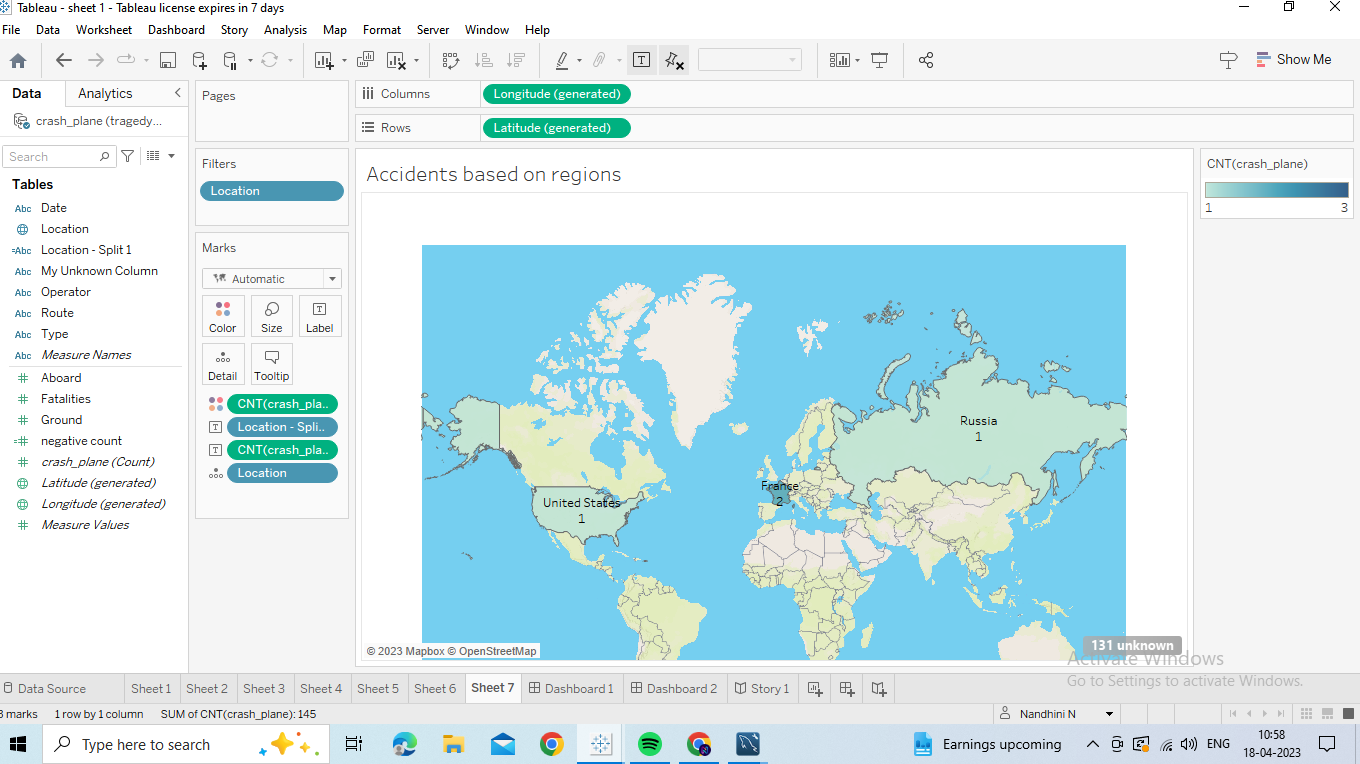 Tableau - sheet 1 - Tableau license expires in 7 days
File Data Worksheet Dashboard Story Analysis Map Format Server Window Help
Show Me
Data Analytics
crash_plane (tragedy...
Search
Tables
Abc Date
Location
=Abc Location - Split 1
Abc My Unknown Column
Abc Operator
Abc Route
Abc Type
Abc Measure Names
Aboard
Fatalities
Ground
negative count
crash_plane (Count)
Latitude (generated)
Longitude (generated)
Measure Values
Pages
Filters
Location
Marks
Automatic
Color Size Label
Detail Tooltip
CNT(crash_pla..
Location - Spli..
CNT(crash_pla..
Location
Columns Longitude (generated)
Rows Latitude (generated)
Accidents based on regions
Russia
1
France
2
United States
1
© 2023 Mapbox © OpenStreetMap
131 unknown
CNT(crash_plane)
1 3
Activate Windows
Go to Settings to activate Windows.
Data Source Sheet 1 Sheet 2 Sheet 3 Sheet 4 Sheet 5 Sheet 6 Sheet 7 Dashboard 1 Dashboard 2 Story 1
marks 1 row by 1 column SUM of CNT(crash_plane): 145 Nandhini N
Type here to search
Earnings upcoming ENG
10:58
18-04-2023